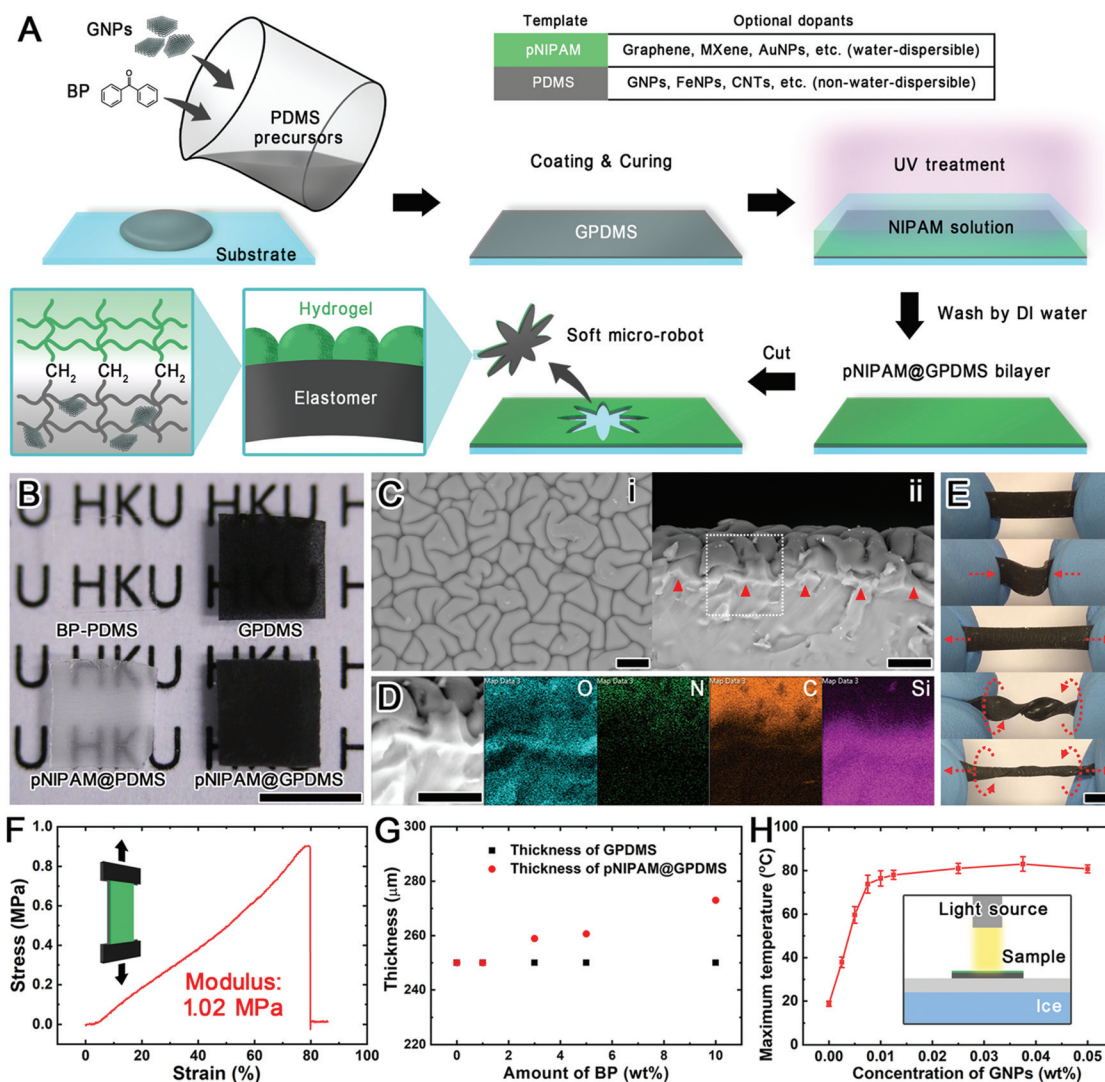 A
GNPs
BP
O
PDMS
precursors
Substrate
Template
Optional dopants
pNIPAM
Graphene, MXene, AuNPs, etc. (water-dispersible)
PDMS
GNPs, FeNPs, CNTs, etc. (non-water-dispersible)
Coating & Curing
GPDMS
UV treatment
NIPAM solution
Wash by DI water
pNIPAM@GPDMS bilayer
Cut
Soft micro-robot
Hydrogel
Elastomer
CH2 CH2 CH2
B
U HKU HKU H
U HKU HKU H
BP-PDMS
GPDMS
U HKU HKU H
U HKU HKU H
pNIPAM@PDMS
pNIPAM@GPDMS
C
i
ii
D
Map Data 3
O
Map Data 3
N
Map Data 3
C
Map Data 3
Si
E
F
Stress (MPa)
1.0
0.8
0.6
0.4
0.2
0.0
Modulus:
1.02 MPa
0 20 40 60 80 100
Strain (%)
G
Thickness (μm)
300
280
260
240
220
Thickness of GPDMS
Thickness of pNIPAM@GPDMS
0 2 4 6 8 10
Amount of BP (wt%)
H
Maximum temperature (°C)
100
80
60
40
20
0
Light source
Sample
Ice
0.00 0.01 0.02 0.03 0.04 0.05
Concentration of GNPs (wt%)